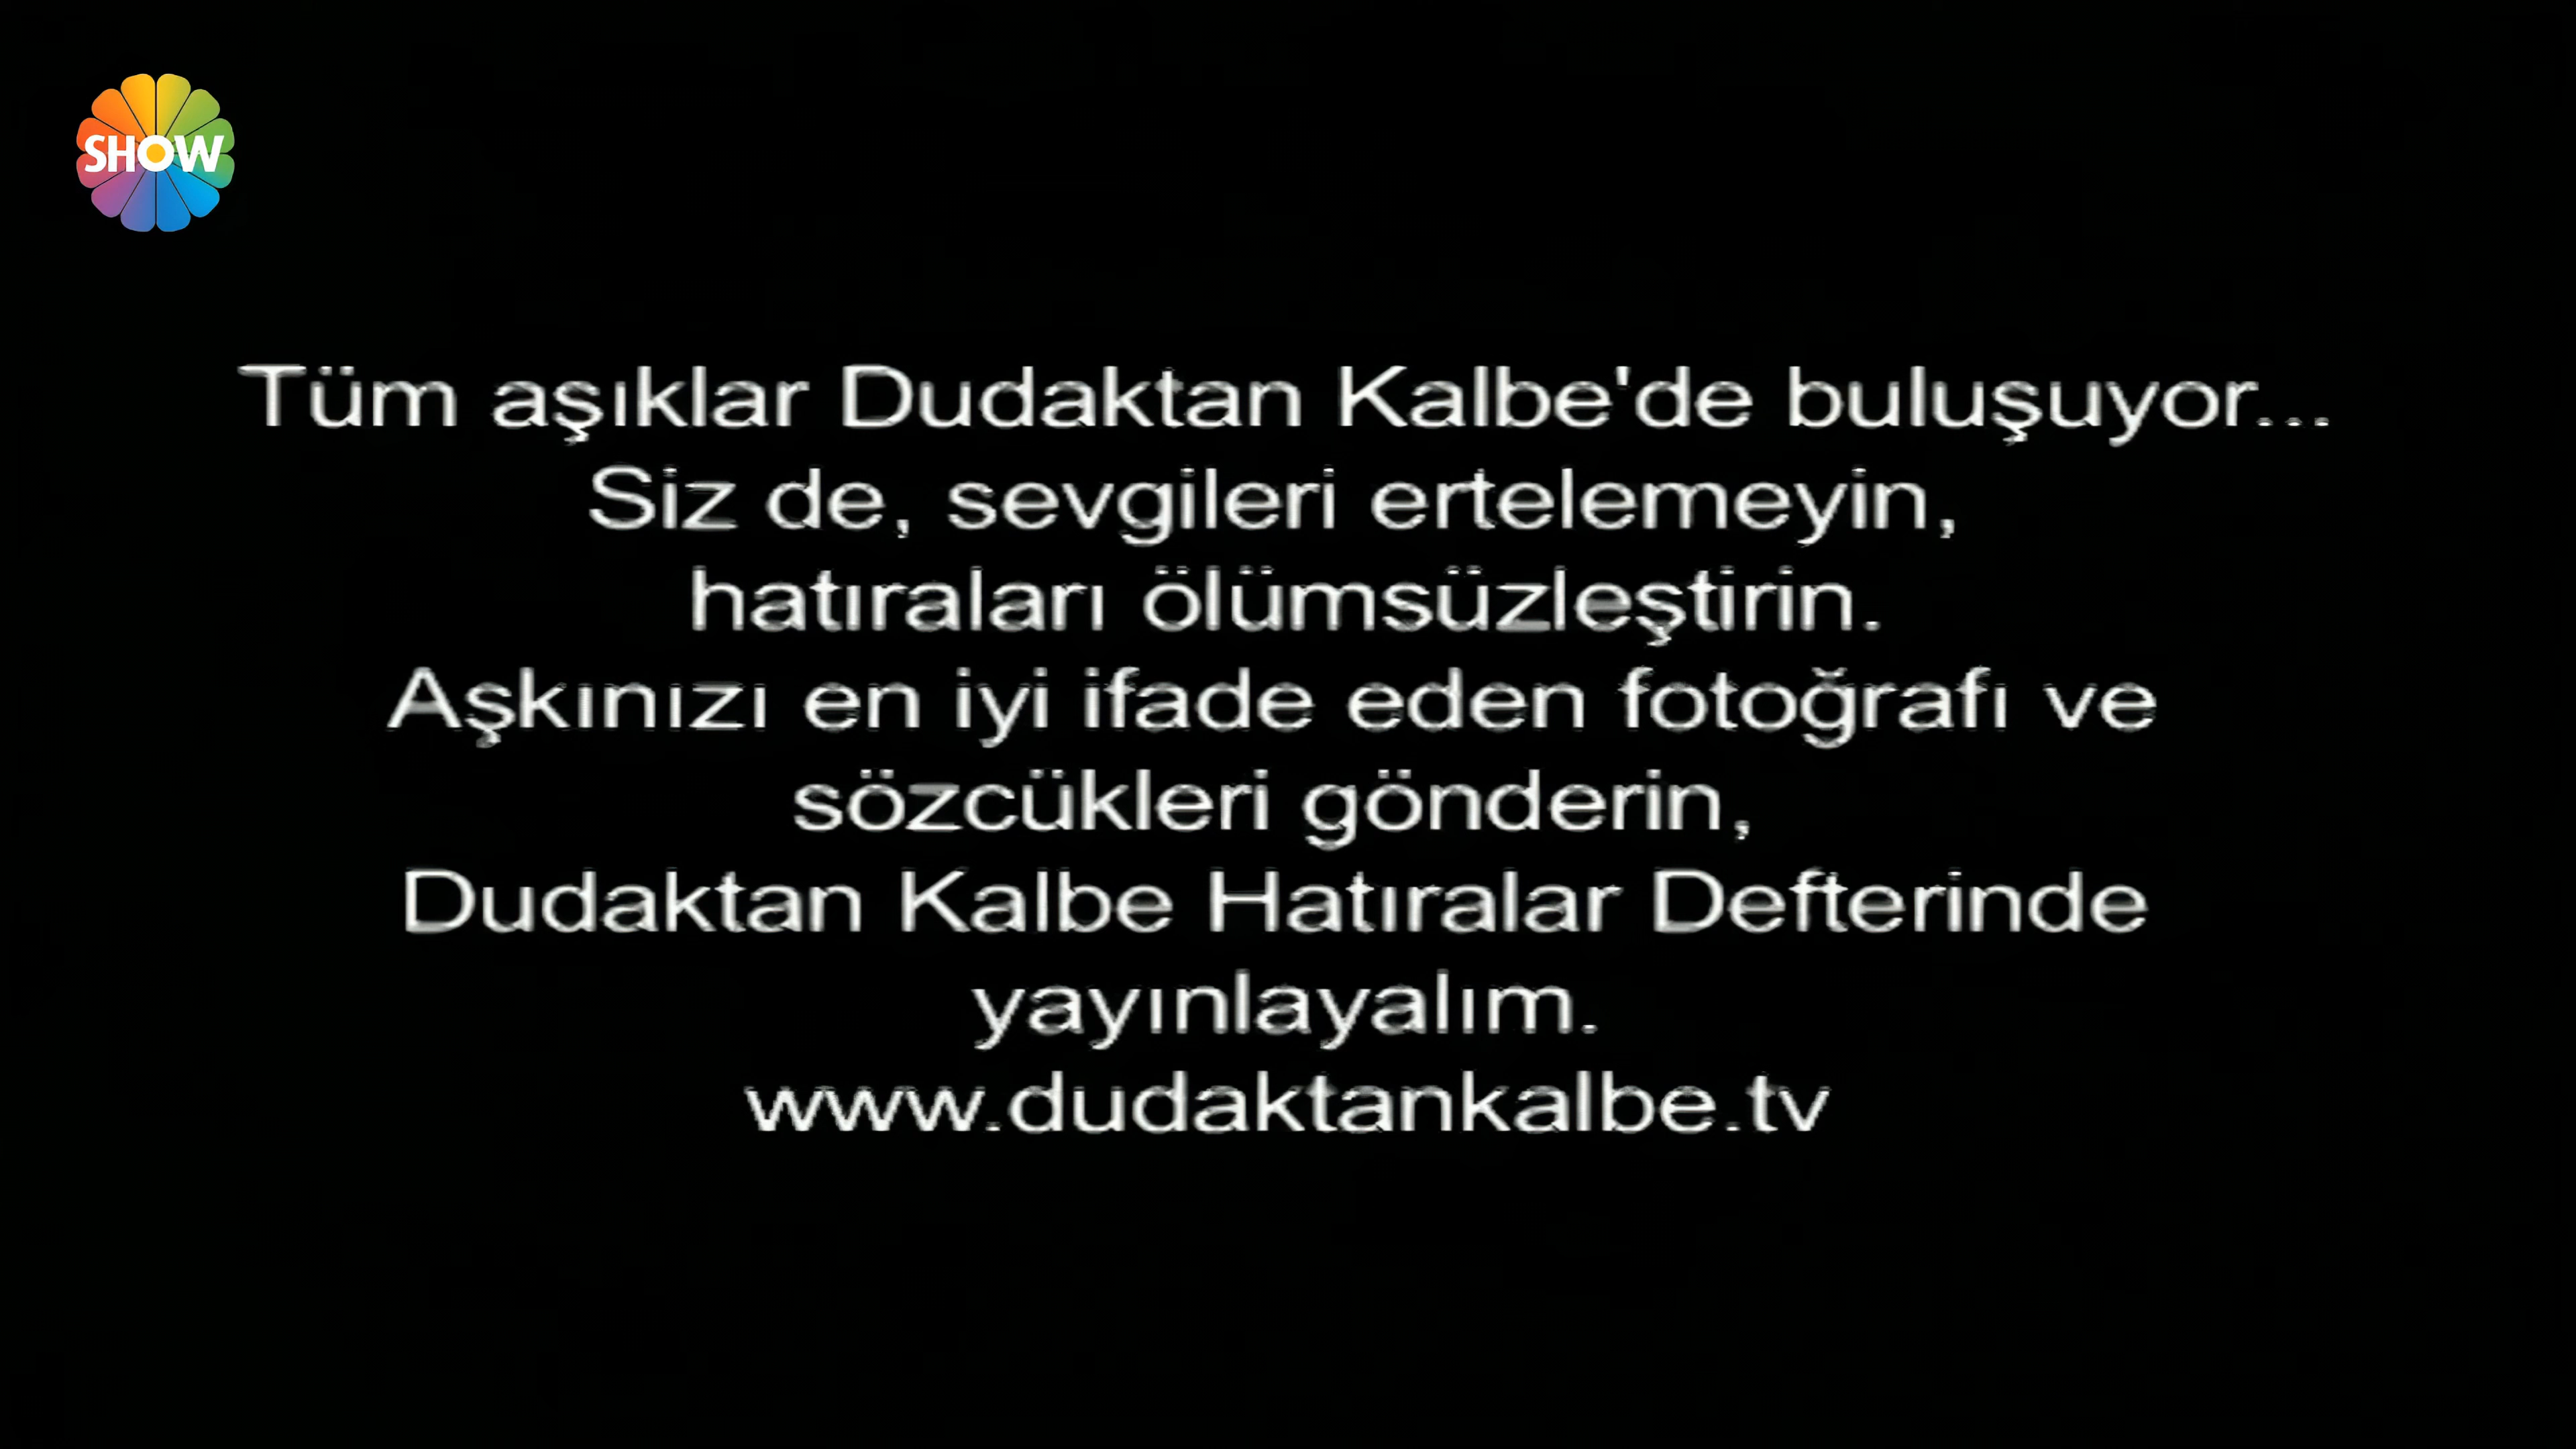 SHOW
Tüm aşıklar Dudaktan Kalbe'de buluşuyor...
Siz de, sevgileri ertelemeyin,
hatıraları ölümsüzleştirin.
Aşkınızı en iyi ifade eden fotoğrafı ve
sözcükleri gönderin,
Dudaktan Kalbe Hatıralar Defterinde
yayınlayalım.
www.dudaktankalbe.tv